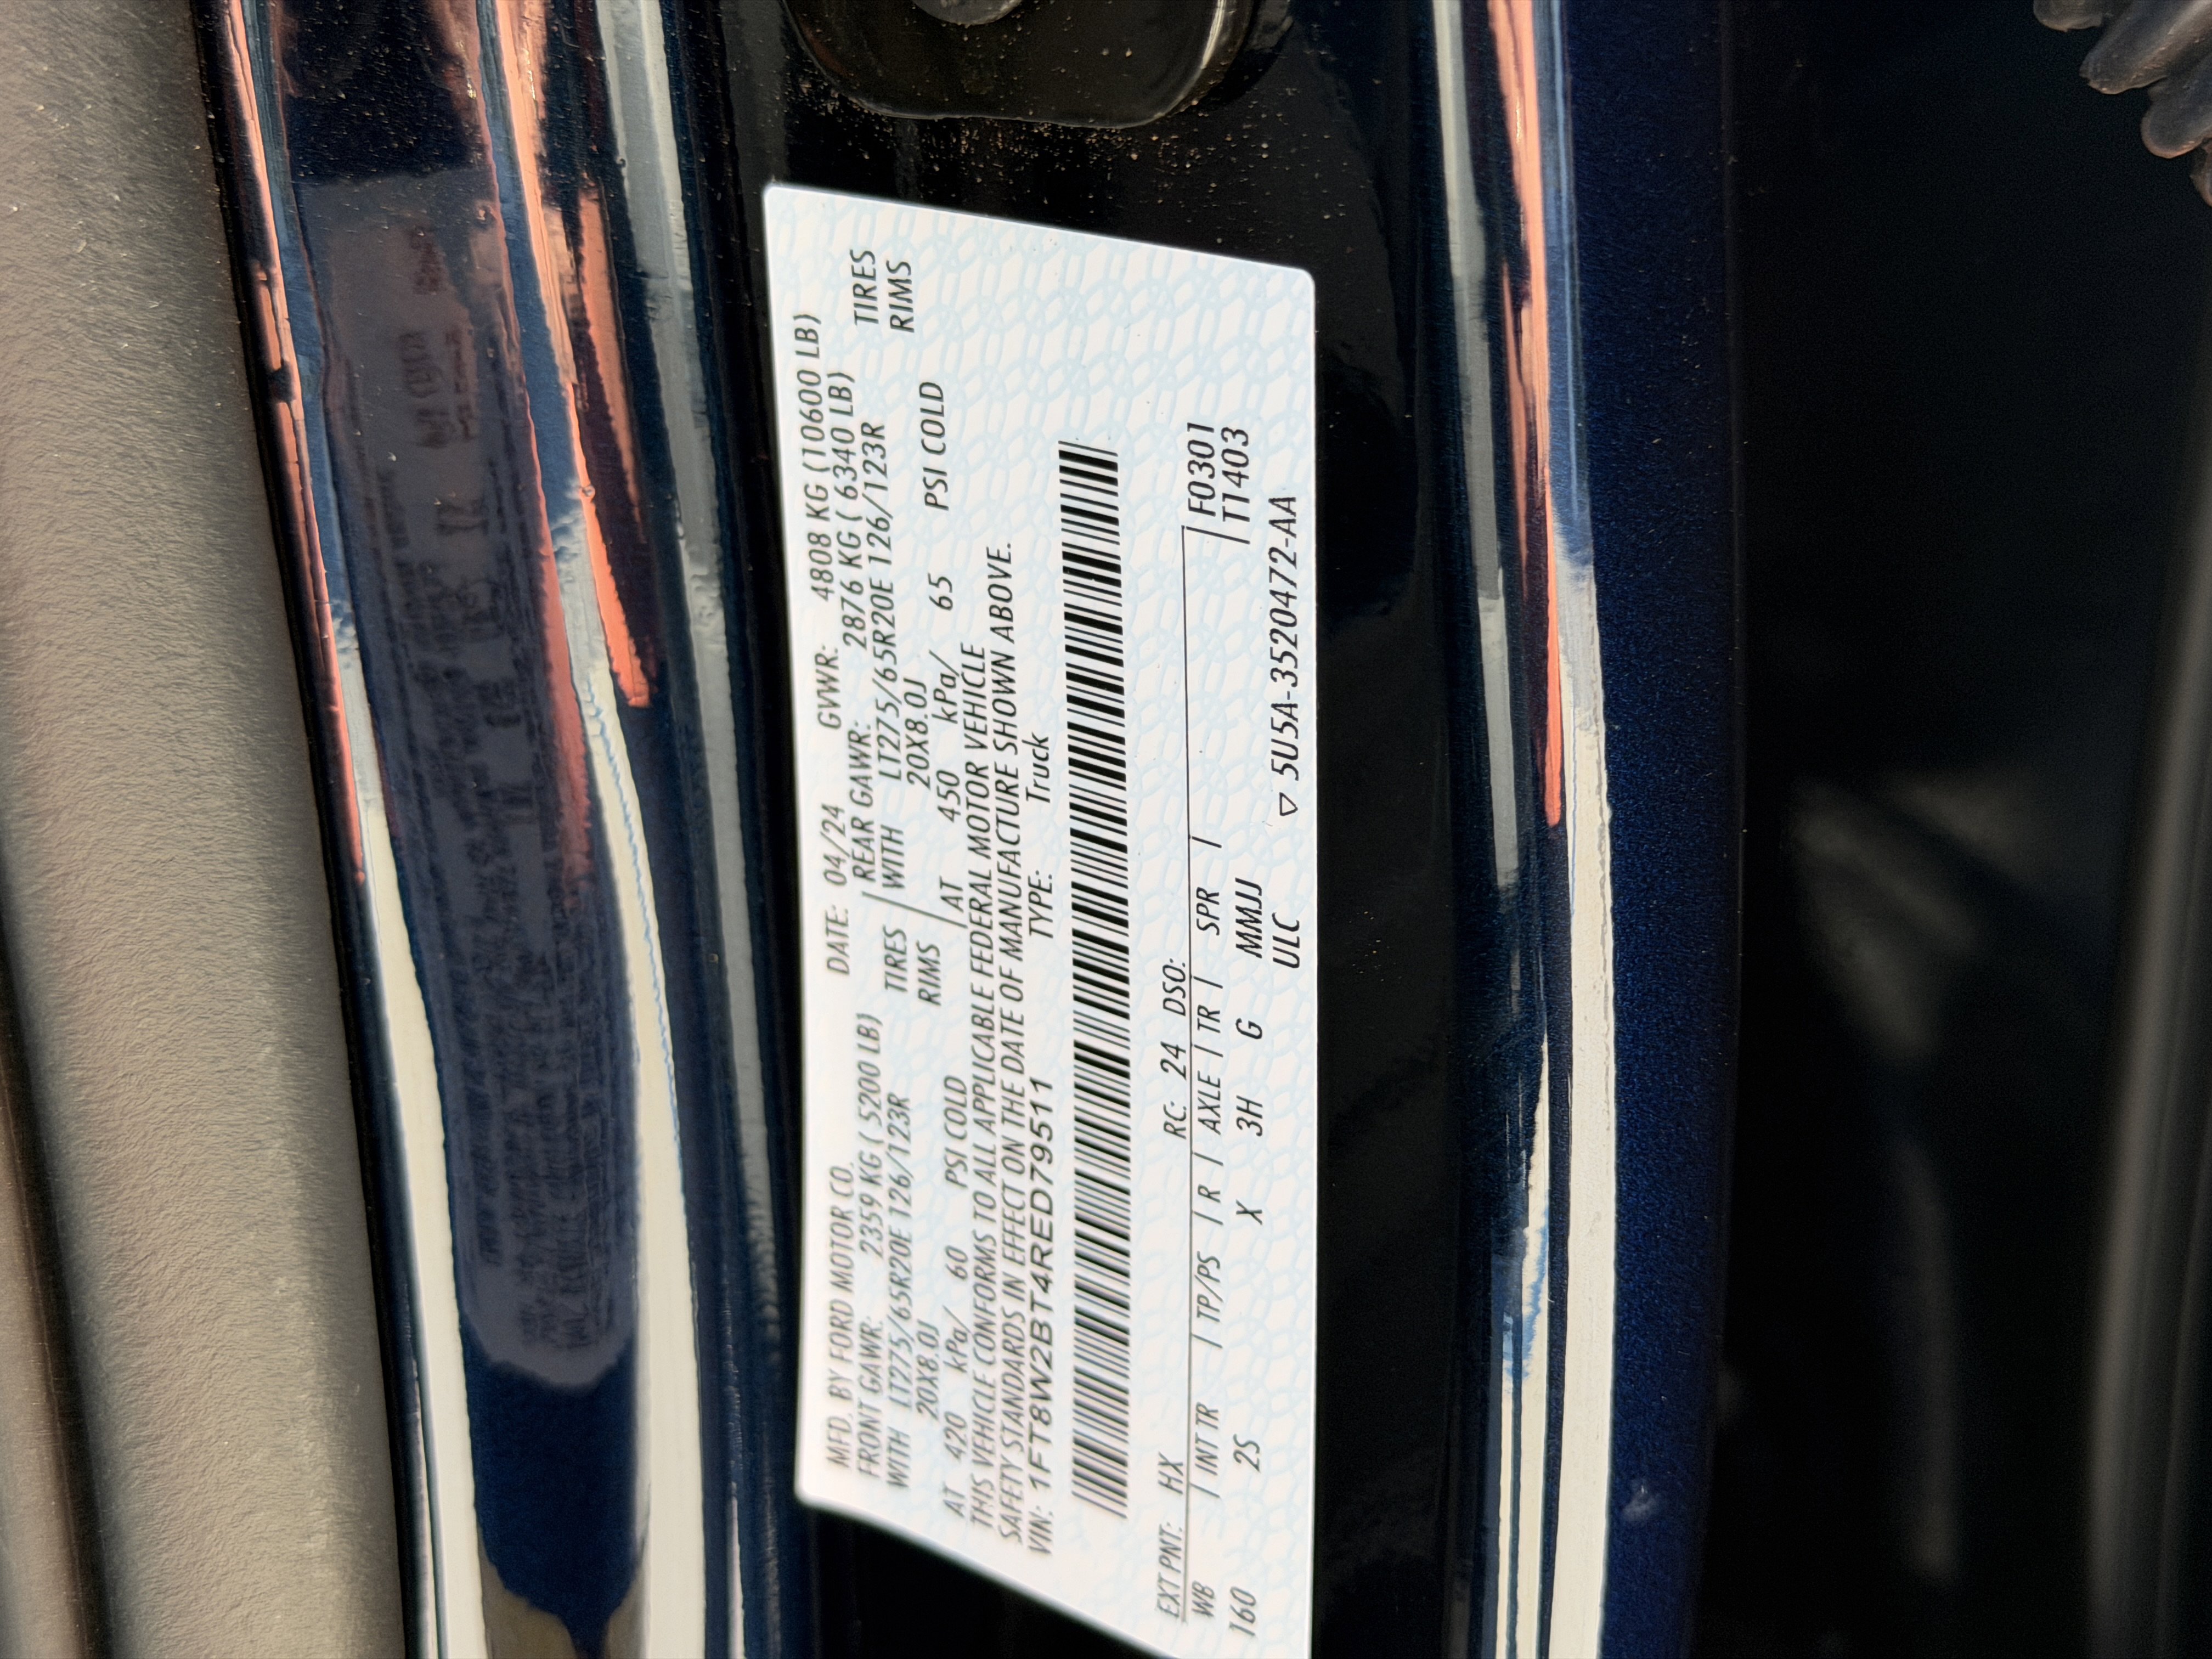 MFD. BY FORD MOTOR CO. DATE: 04/24 GVWR: 4808 KG (10600 LB)
FRONT GAWR: 2359 KG ( 5200 LB) REAR GAWR: 2876 KG ( 6340 LB)
WITH LT275/65R20E 126/123R TIRES WITH LT275/65R20E 126/123R TIRES
20X8.0J RIMS 20X8.0J RIMS
AT 420 kPa/ 60 PSI COLD AT 450 kPa/ 65 PSI COLD
THIS VEHICLE CONFORMS TO ALL APPLICABLE FEDERAL MOTOR VEHICLE
SAFETY STANDARDS IN EFFECT ON THE DATE OF MANUFACTURE SHOWN ABOVE.
VIN: 1FT8W2BT4RED79511 TYPE: Truck
EXT PNT: HX RC: 24 DSO:
WB | INT TR | TP/PS | R | AXLE | TR | SPR | F0301
160 2S X 3H G MMJJ | T1403
ULC ▽ 5U5A-3520472-AA